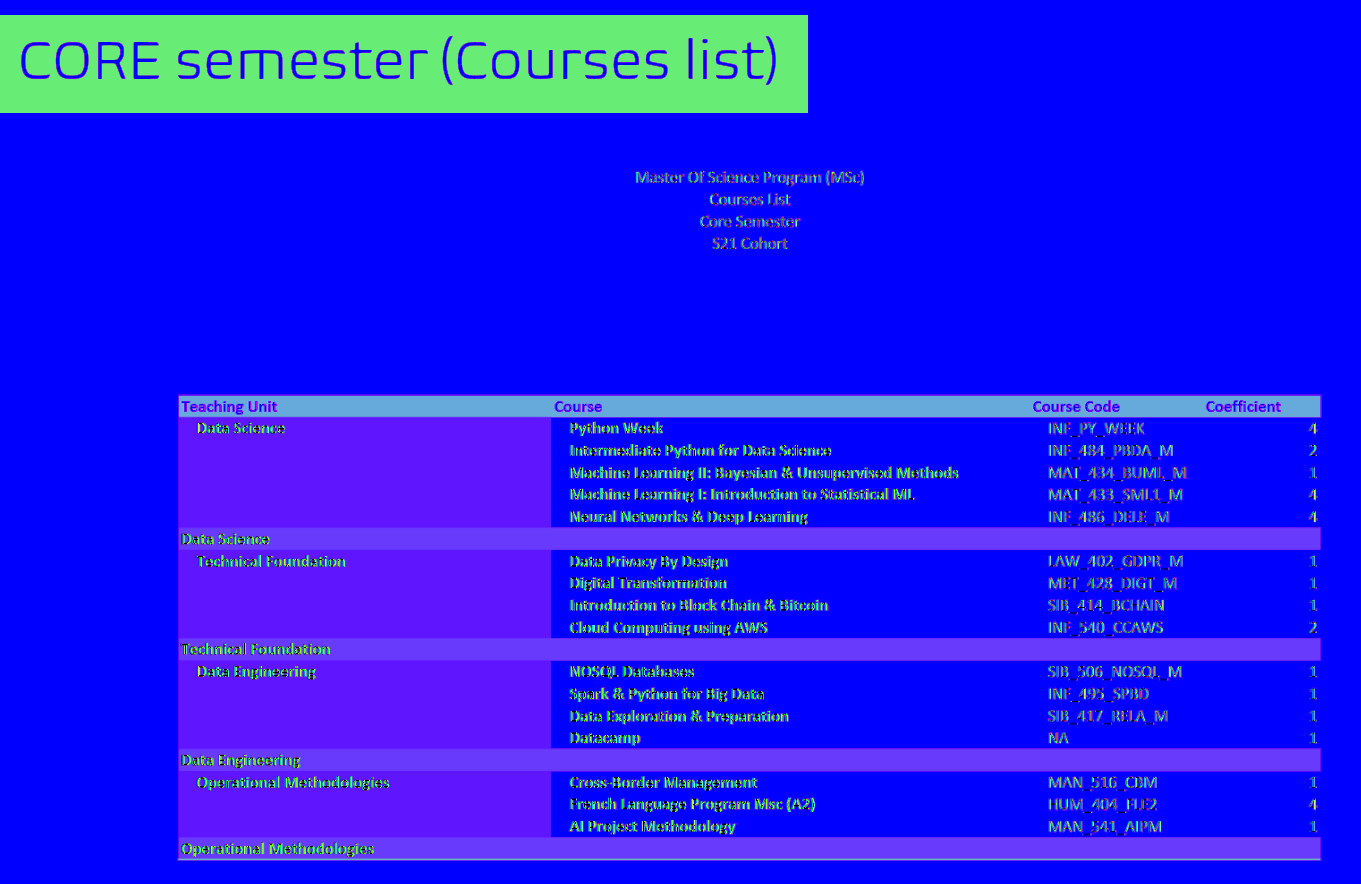 CORE semester (Courses list)
Master Of Science Program (MSc)
Courses List
Core Semester
S21 Cohort
Teaching Unit Course Course Code Coefficient
Data Science Python Week INF_PY_WEEK 4
Intermediate Python for Data Science INF_484_PBDA_M 2
Machine Learning II: Bayesian & Unsupervised Methods MAT_434_BUML_M 1
Machine Learning I: Introduction to Statistical ML MAT_433_SML1_M 4
Neural Networks & Deep Learning INF_486_DELE_M 4
Data Science
Technical Foundation Data Privacy By Design LAW_402_GDPR_M 1
Digital Transformation MET_428_DIGT_M 1
Introduction to Block Chain & Bitcoin SIB_414_BCHAIN 1
Cloud Computing using AWS INF_540_CCAWS 2
Technical Foundation
Data Engineering NOSQL Databases SIB_506_NOSQL_M 1
Spark & Python for Big Data INF_495_SPBD 1
Data Exploration & Preparation SIB_417_RELA_M 1
Datacamp NA 1
Data Engineering
Operational Methodologies Cross-Border Management MAN_516_CBM 1
French Language Program Msc (A2) HUM_404_FLE2 4
AI Project Methodology MAN_541_AIPM 1
Operational Methodologies